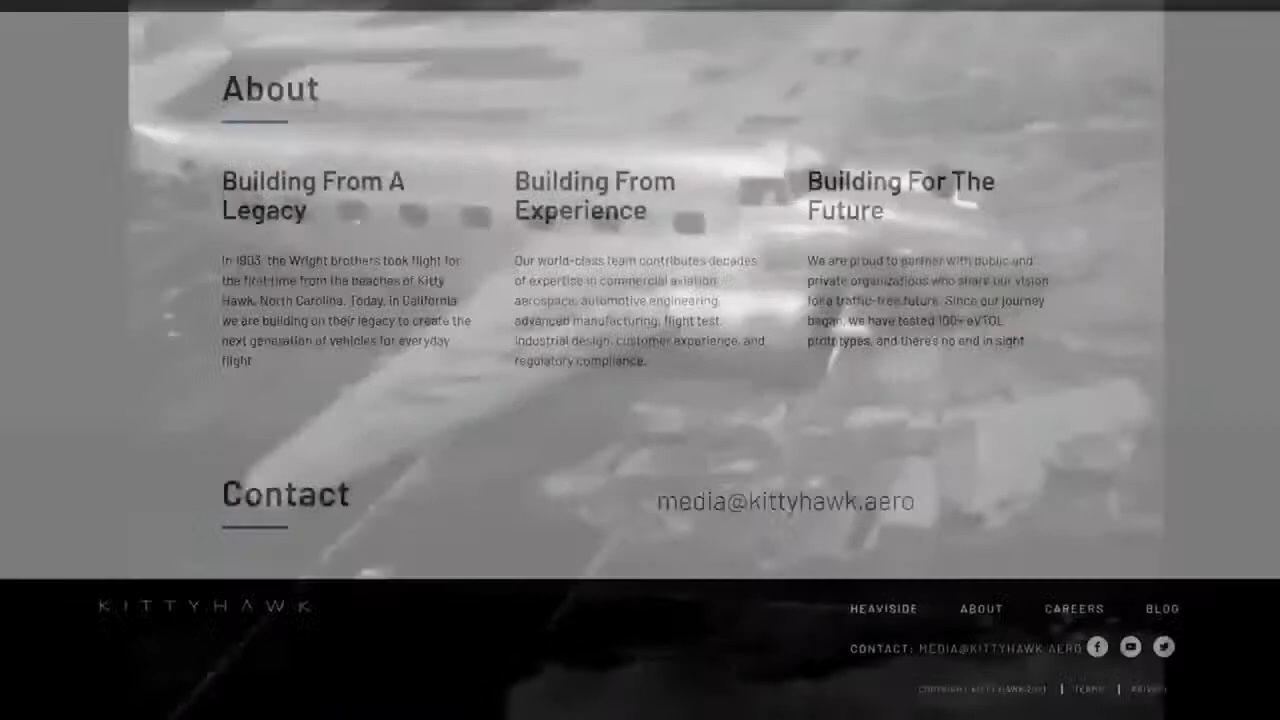 About
Building From A
Legacy
In 1903, the Wright brothers took flight for
the first time from the beaches of Kitty
Hawk, North Carolina. Today, in California
we are building on their legacy to create the
next generation of vehicles for everyday
flight
Building From
Experience
Our world-class team contributes decades
of expertise in commercial aviation,
aerospace, automotive engineering,
advanced manufacturing, flight test,
industrial design, customer experience, and
regulatory compliance.
Building For The
Future
We are proud to partner with public and
private organizations who share our vision
for a traffic-free future. Since our journey
began, we have tested 100+ eVTOL
prototypes, and there's no end in sight
Contact
media@kittyhawk.aero
KITTYHAWK
HEAVISIDE ABOUT CAREERS BLOG
CONTACT: MEDIA@KITTYHAWK.AERO
COPYRIGHT KITTY HAWK | TERMS | PRIVACY